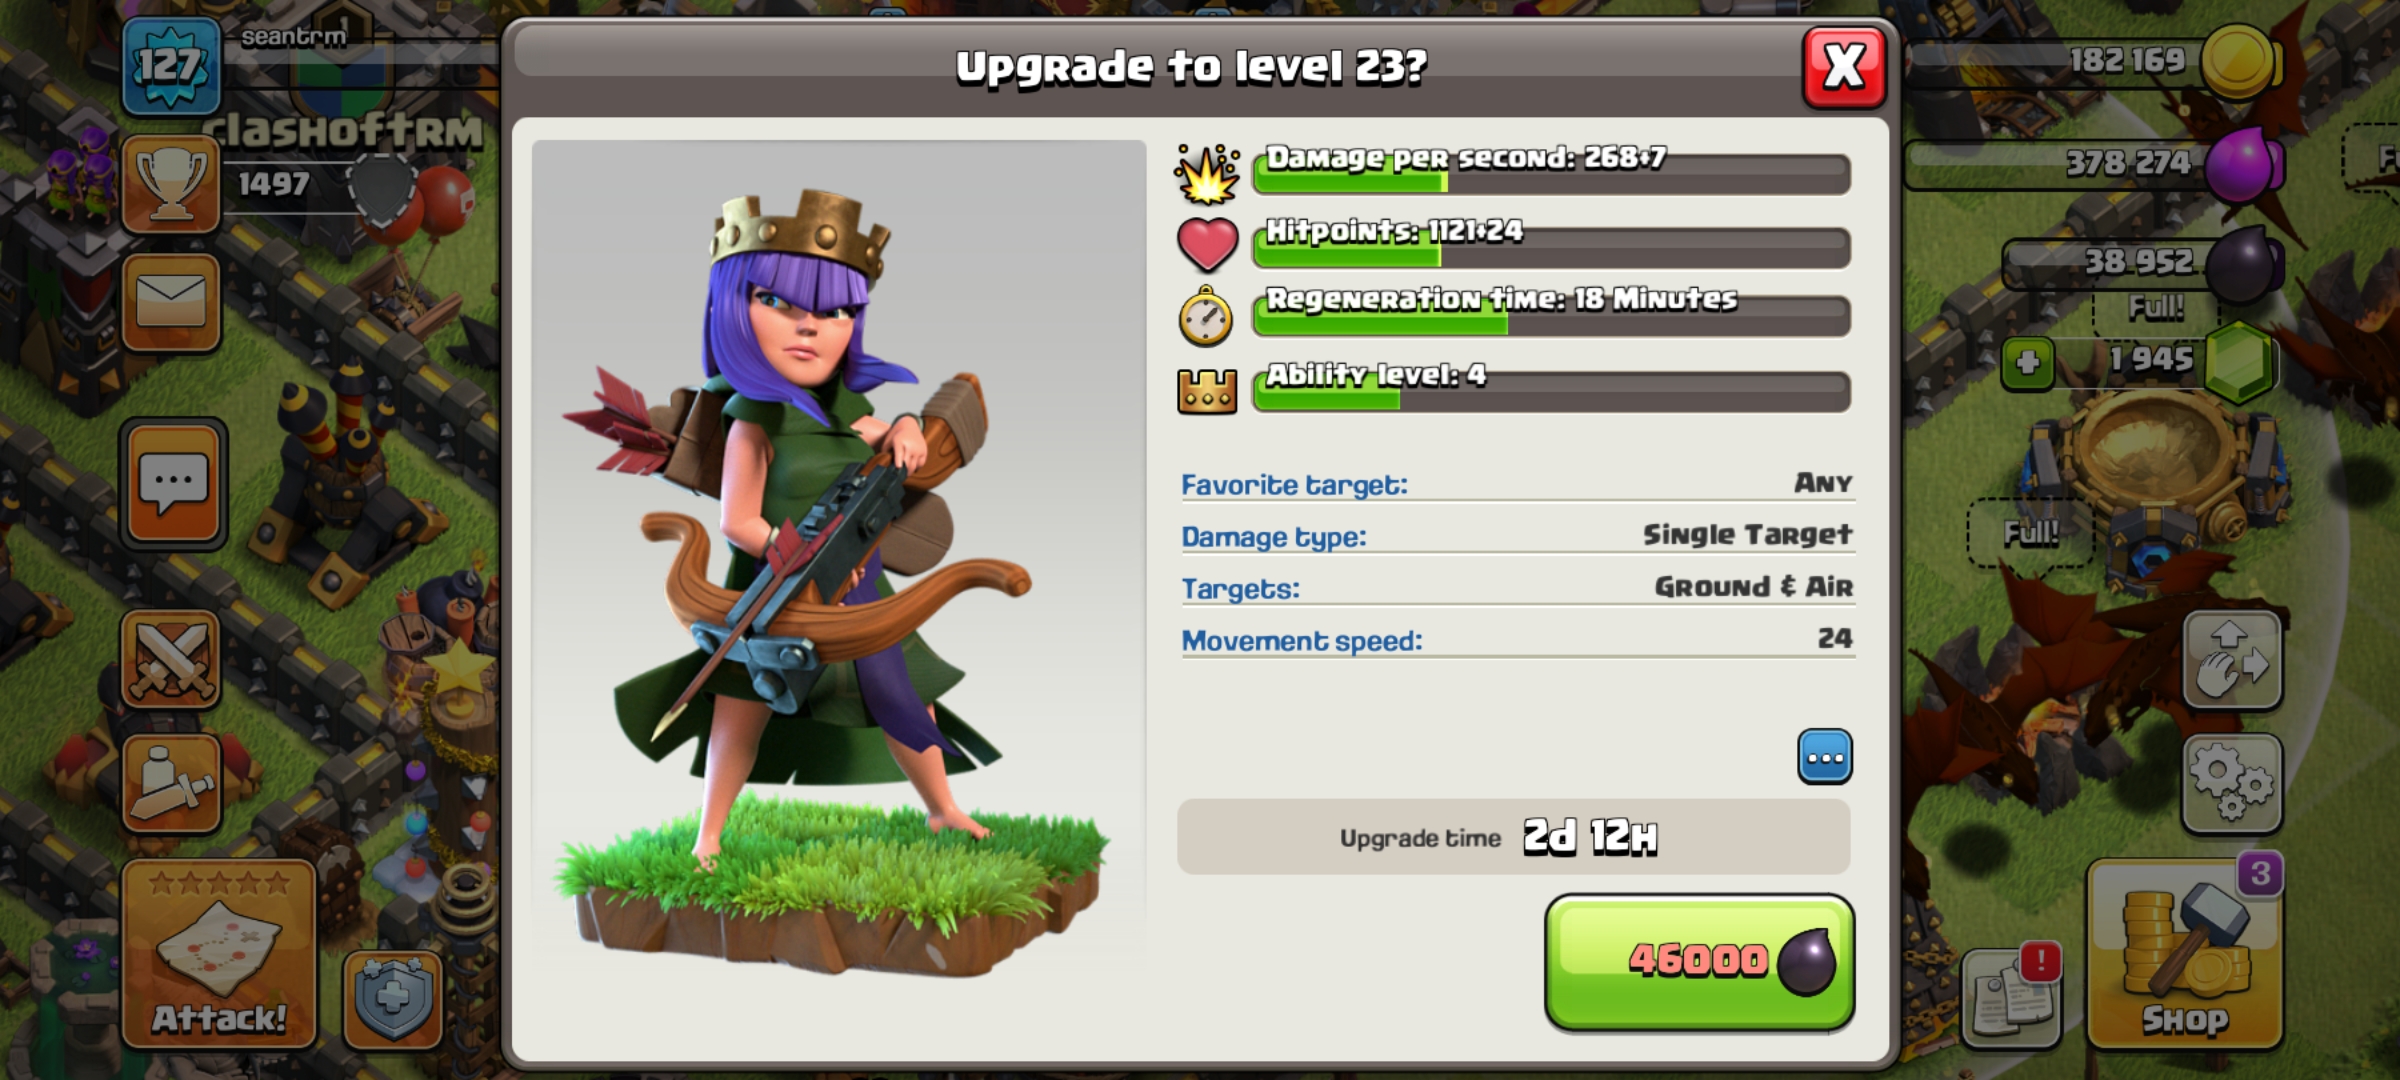 127
seantrm
1
clashoftrm
1497
Upgrade to level 23?
X
Damage per second: 268+7
Hitpoints: 1121+24
Regeneration time: 18 Minutes
Ability level: 4
Favorite target: Any
Damage type: Single Target
Targets: Ground & Air
Movement speed: 24
Upgrade time 2d 12h
46000
182 169
378 274
38 952
Full!
1 945
Full!
Attack!
3
!
Shop